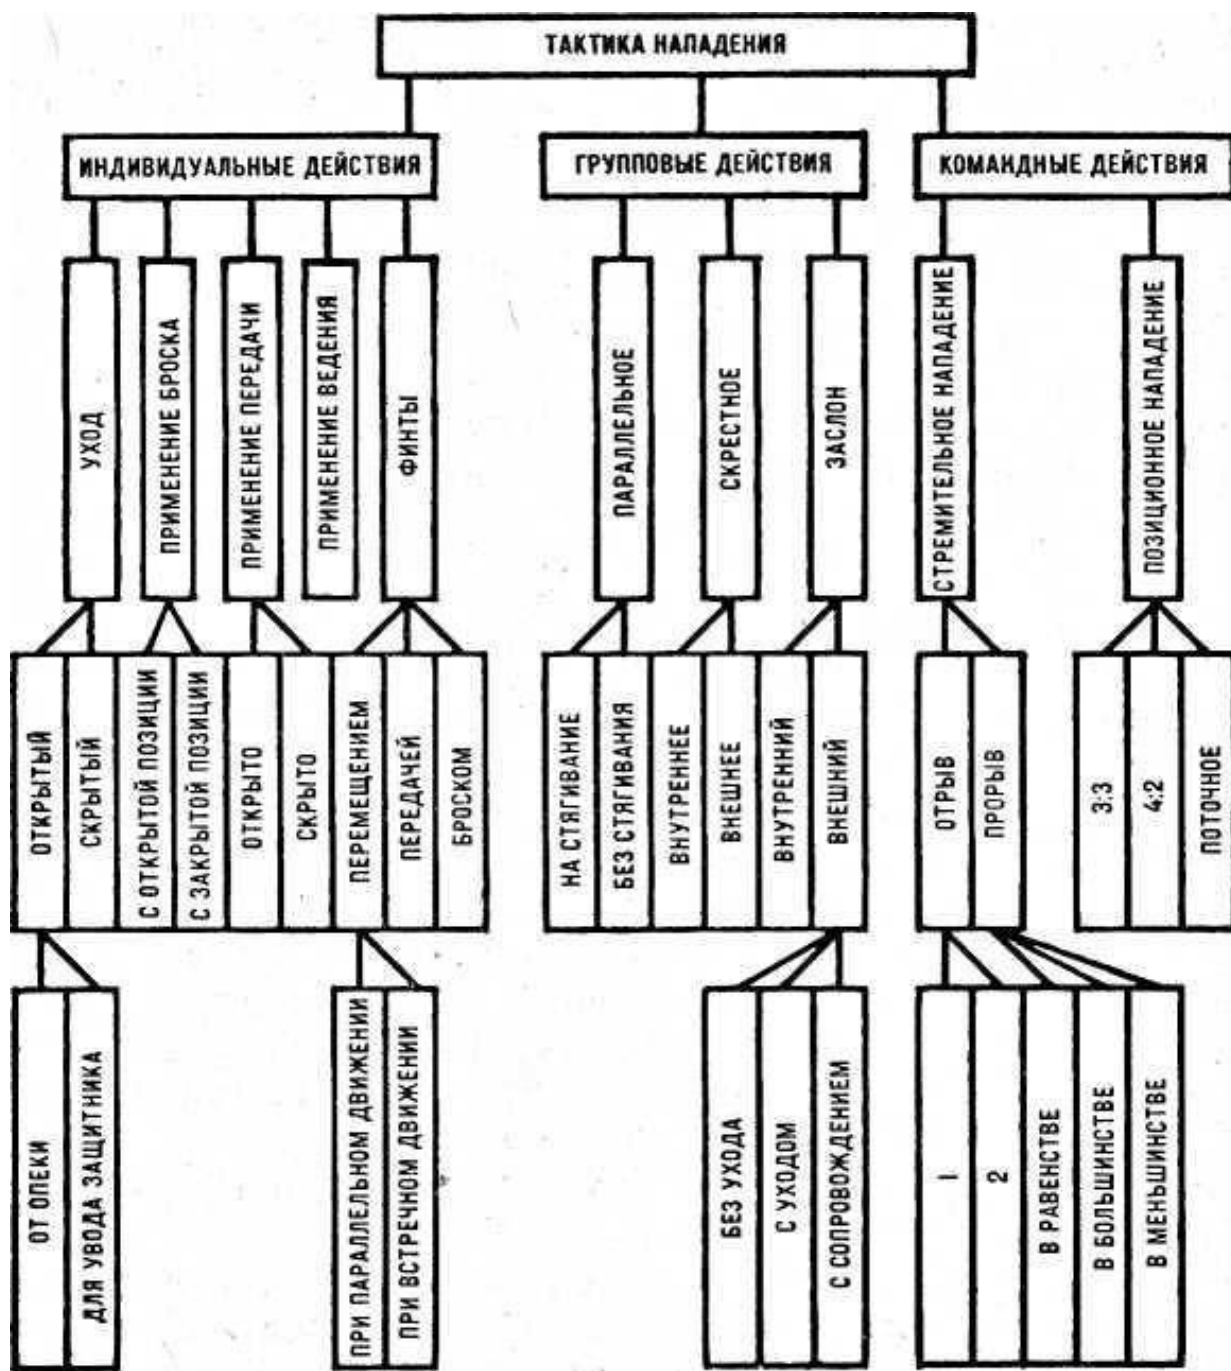 ТАКТИКА НАПАДЕНИЯ
ИНДИВИДУАЛЬНЫЕ ДЕЙСТВИЯ
ГРУППОВЫЕ ДЕЙСТВИЯ
КОМАНДНЫЕ ДЕЙСТВИЯ
УХОД
ПРИМЕНЕНИЕ БРОСКА
ПРИМЕНЕНИЕ ПЕРЕДАЧИ
ПРИМЕНЕНИЕ ВЕДЕНИЯ
ФИНТЫ
ПАРАЛЛЕЛЬНОЕ
СКРЕСТНОЕ
ЗАСЛОН
СТРЕМИТЕЛЬНОЕ НАПАДЕНИЕ
ПОЗИЦИОННОЕ НАПАДЕНИЕ
ОТКРЫТЫЙ
СКРЫТЫЙ
С ОТКРЫТОЙ ПОЗИЦИИ
С ЗАКРЫТОЙ ПОЗИЦИИ
ОТКРЫТО
СКРЫТО
ПЕРЕМЕЩЕНИЕМ
ПЕРЕДАЧЕЙ
БРОСКОМ
НА СТЯГИВАНИЕ
БЕЗ СТЯГИВАНИЯ
ВНУТРЕННЕЕ
ВНЕШНЕЕ
ВНУТРЕННИЙ
ВНЕШНИЙ
ОТРЫВ
ПРОРЫВ
3:3
4:2
ПОТОЧНОЕ
ОТ ОПЕКИ
ДЛЯ УВОДА ЗАЩИТНИКА
ПРИ ПАРАЛЛЕЛЬНОМ ДВИЖЕНИИ
ПРИ ВСТРЕЧНОМ ДВИЖЕНИИ
БЕЗ УХОДА
С УХОДОМ
С СОПРОВОЖДЕНИЕМ
1
2
В РАВЕНСТВЕ
В БОЛЬШИНСТВЕ
В МЕНЬШИНСТВЕ